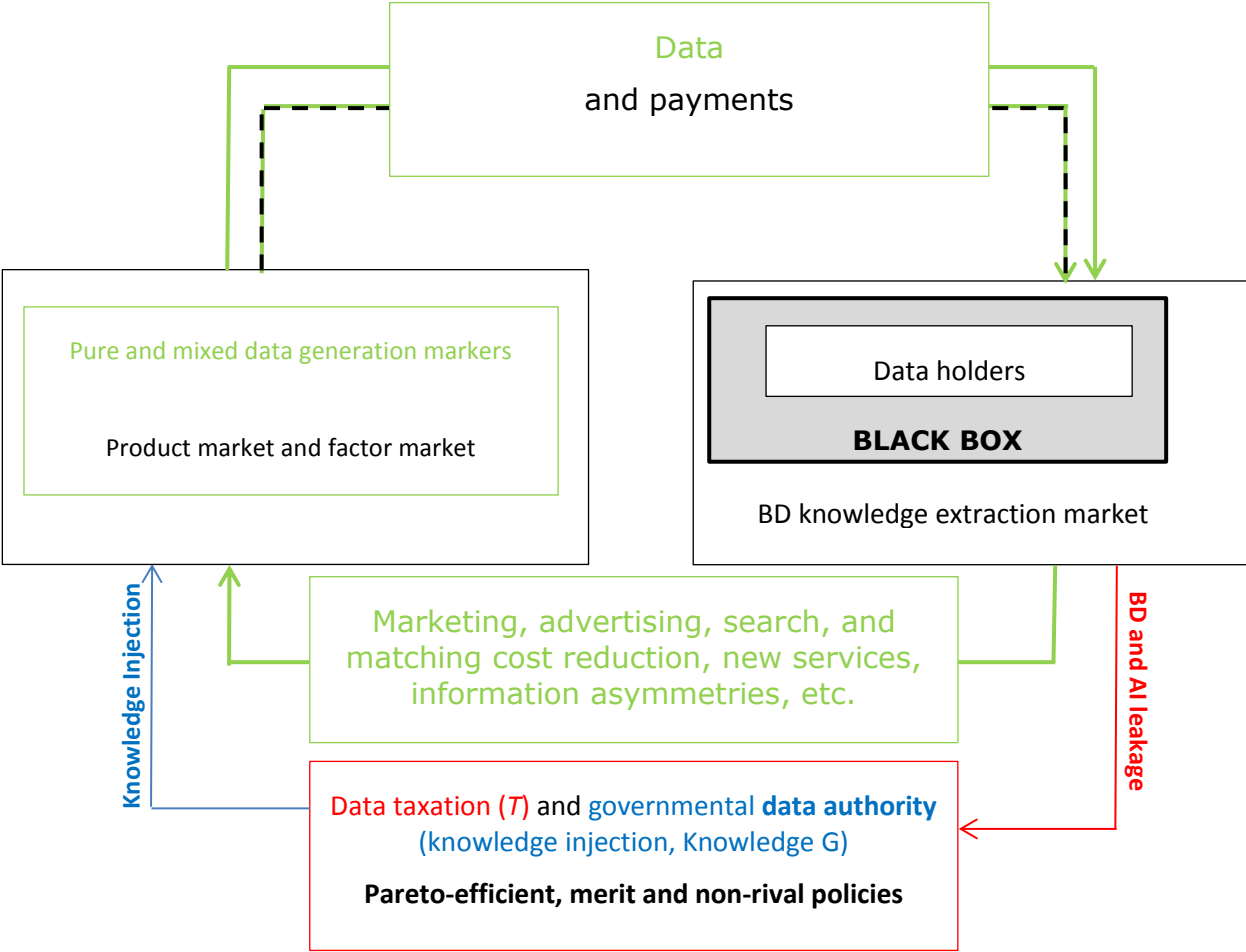 Data
and payments
Pure and mixed data generation markers
Product market and factor market
Data holders
BLACK BOX
BD knowledge extraction market
Marketing, advertising, search, and
matching cost reduction, new services,
information asymmetries, etc.
Knowledge Injection
BD and AI leakage
Data taxation (T) and governmental data authority
(knowledge injection, Knowledge G)
Pareto-efficient, merit and non-rival policies